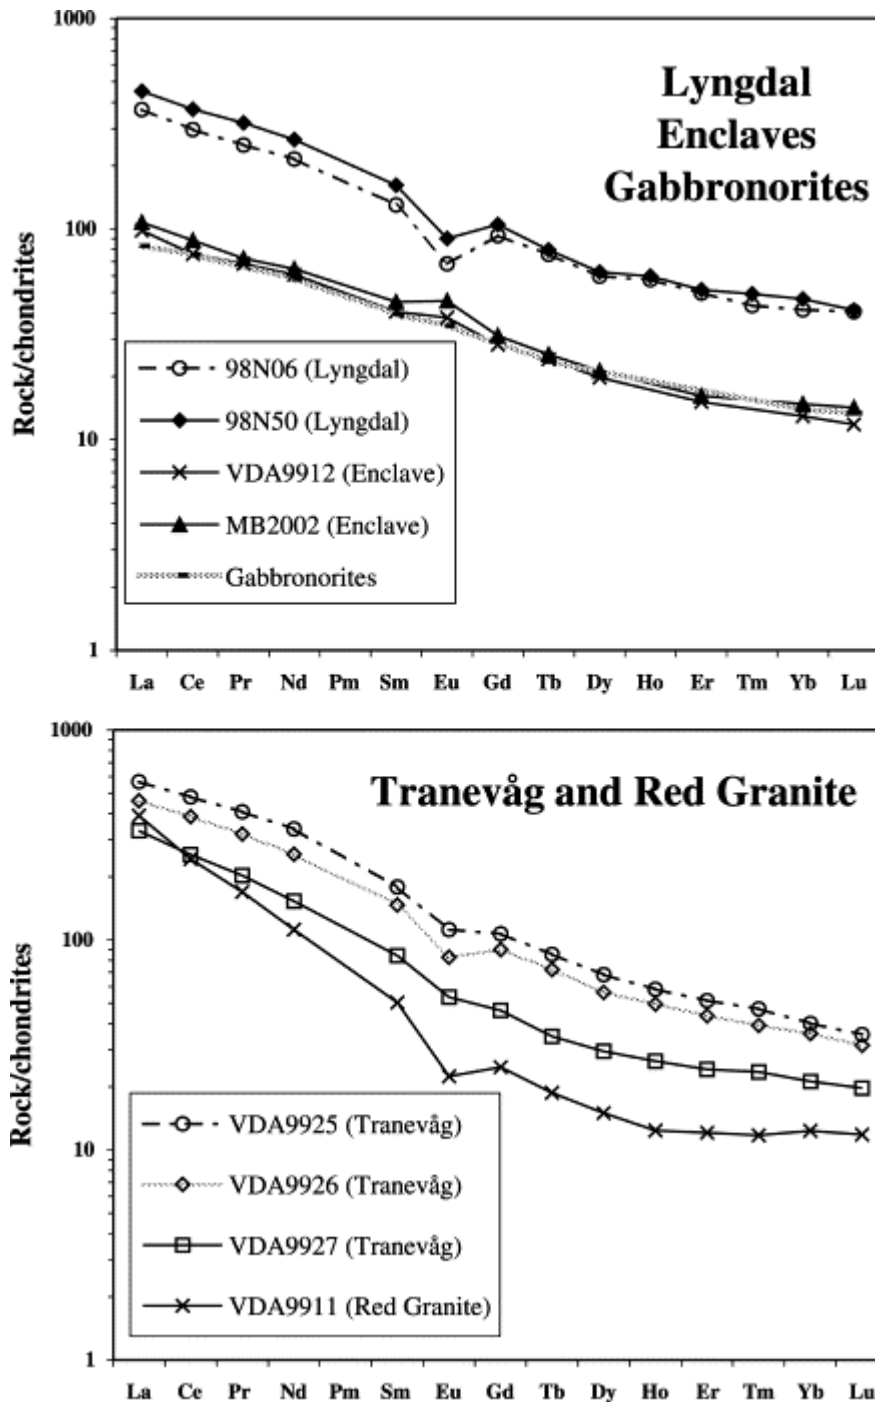 1000
Lyngdal
Enclaves
Gabbronorites
100
Rock/chondrites
98N06 (Lyngdal)
98N50 (Lyngdal)
10
VDA9912 (Enclave)
MB2002 (Enclave)
Gabbronorites
1
La Ce Pr Nd Pm Sm Eu Gd Tb Dy Ho Er Tm Yb Lu
1000
Tranevåg and Red Granite
100
Rock/chondrites
VDA9925 (Tranevåg)
10
VDA9926 (Tranevåg)
VDA9927 (Tranevåg)
VDA9911 (Red Granite)
1
La Ce Pr Nd Pm Sm Eu Gd Tb Dy Ho Er Tm Yb Lu